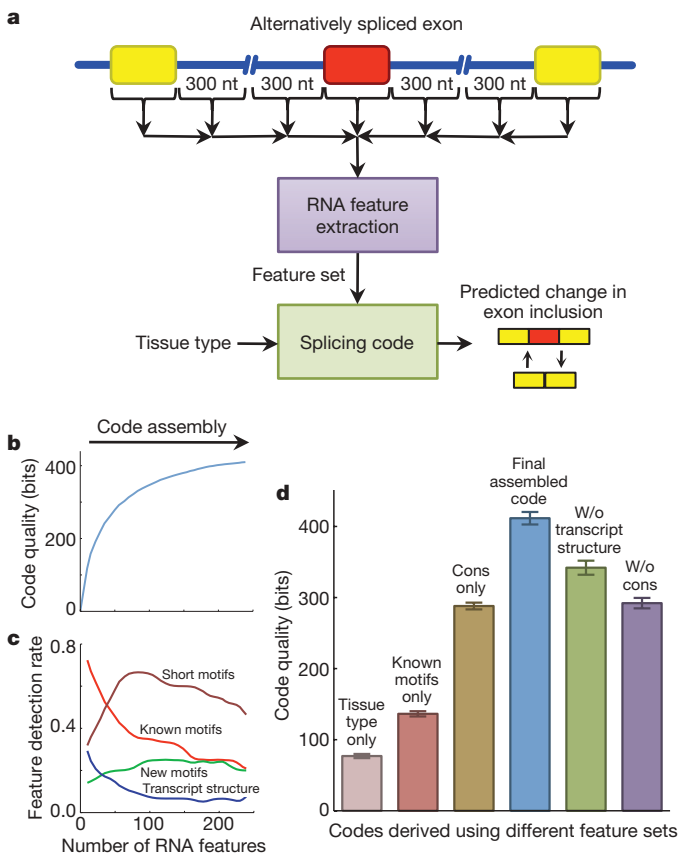 a
Alternatively spliced exon
300 nt
300 nt
300 nt
300 nt
RNA feature
extraction
Feature set
Tissue type
Splicing code
Predicted change in
exon inclusion
b
Code assembly
Code quality (bits)
400
200
0
c
Feature detection rate
0.8
0.4
0.0
Short motifs
Known motifs
New motifs
Transcript structure
0
100
200
Number of RNA features
d
Code quality (bits)
400
300
200
100
0
Tissue
type
only
Known
motifs
only
Cons
only
Final
assembled
code
W/o
transcript
structure
W/o
cons
Codes derived using different feature sets